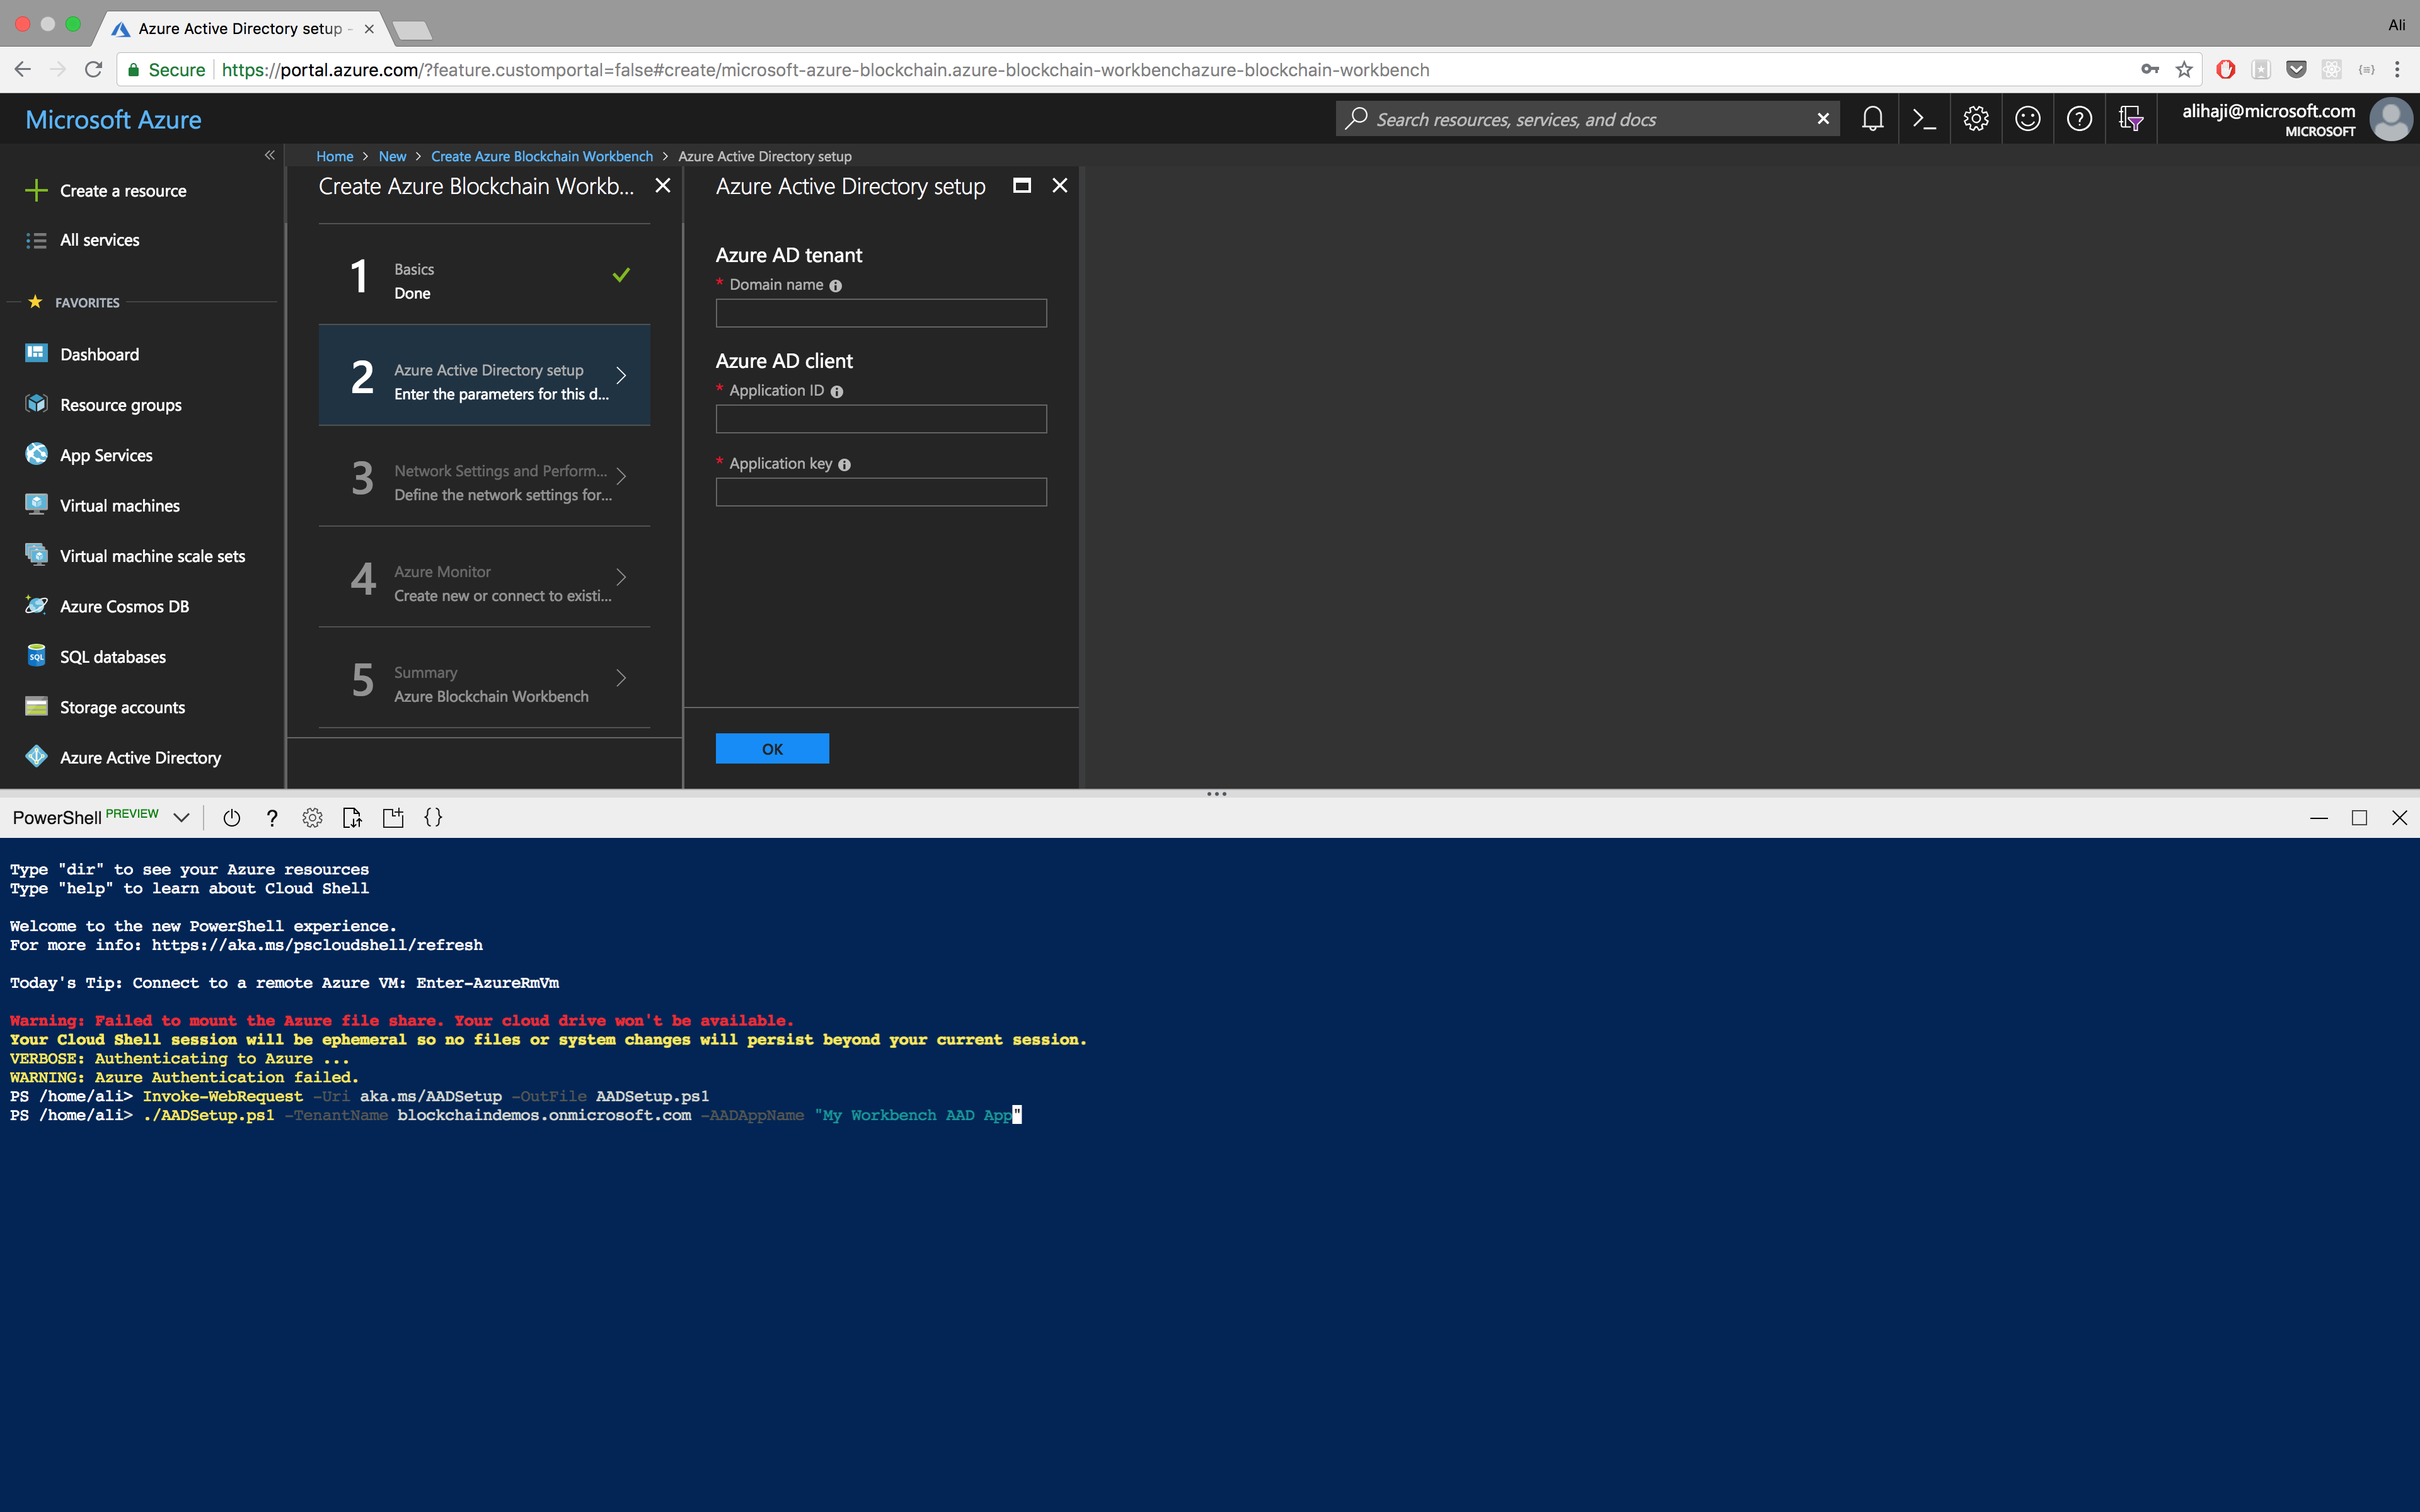 Azure Active Directory setup -
Ali
Secure https://portal.azure.com/?feature.customportal=false#create/microsoft-azure-blockchain.azure-blockchain-workbenchazure-blockchain-workbench
Microsoft Azure
Search resources, services, and docs
alihaji@microsoft.com
MICROSOFT
Home > New > Create Azure Blockchain Workbench > Azure Active Directory setup
Create a resource
All services
FAVORITES
Dashboard
Resource groups
App Services
Virtual machines
Virtual machine scale sets
Azure Cosmos DB
SQL databases
Storage accounts
Azure Active Directory
Create Azure Blockchain Workb...
1
Basics
Done
2
Azure Active Directory setup
Enter the parameters for this d...
3
Network Settings and Perform...
Define the network settings for...
4
Azure Monitor
Create new or connect to existi...
5
Summary
Azure Blockchain Workbench
Azure Active Directory setup
Azure AD tenant
* Domain name
Azure AD client
* Application ID
* Application key
OK
PowerShell PREVIEW
Type "dir" to see your Azure resources
Type "help" to learn about Cloud Shell
Welcome to the new PowerShell experience.
For more info: https://aka.ms/pscloudshell/refresh
Today's Tip: Connect to a remote Azure VM: Enter-AzureRmVm
Warning: Failed to mount the Azure file share. Your cloud drive won't be available.
Your Cloud Shell session will be ephemeral so no files or system changes will persist beyond your current session.
VERBOSE: Authenticating to Azure ...
WARNING: Azure Authentication failed.
PS /home/ali> Invoke-WebRequest -Uri aka.ms/AADSetup -OutFile AADSetup.ps1
PS /home/ali> ./AADSetup.ps1 -TenantName blockchaindemos.onmicrosoft.com -AADAppName "My Workbench AAD App"